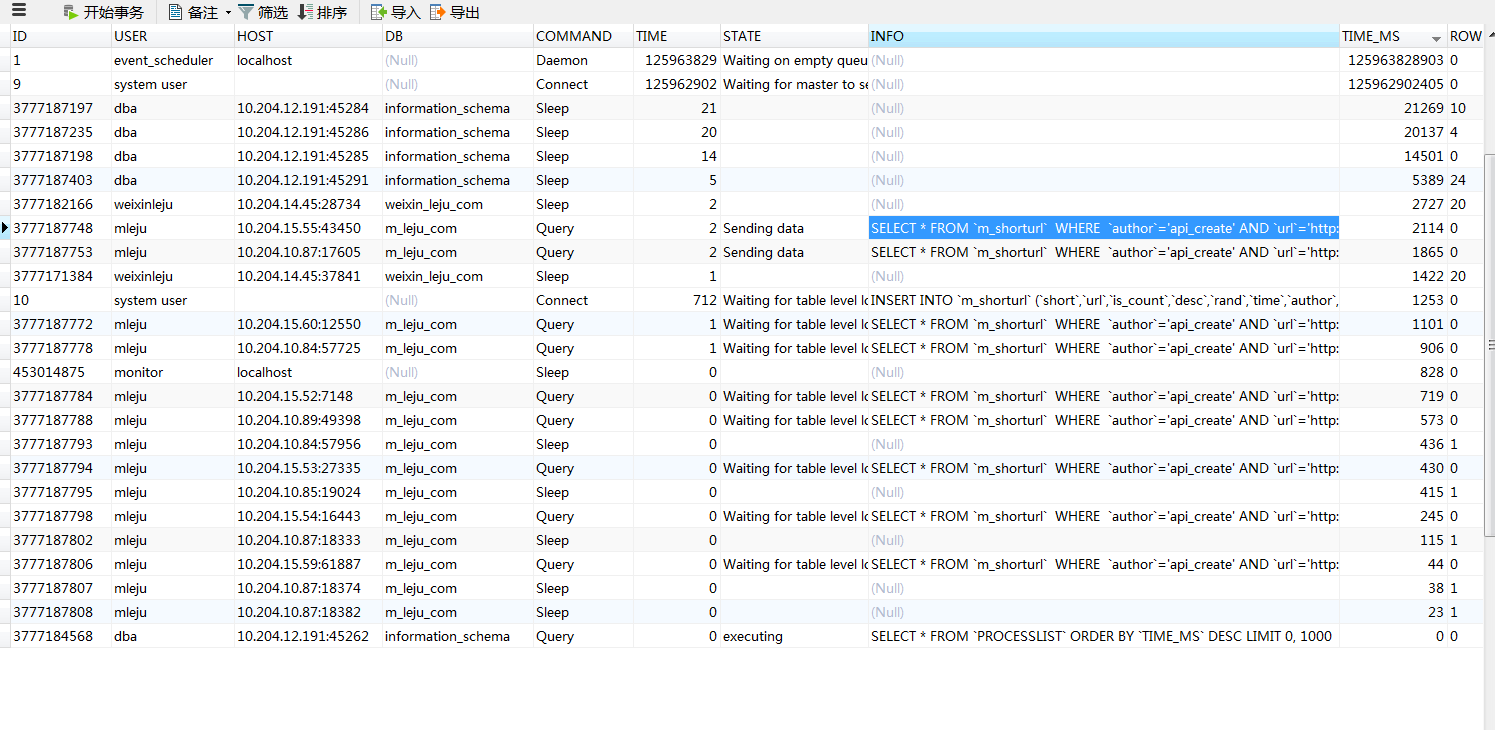 开始事务 备注 筛选 排序 导入 导出
ID USER HOST DB COMMAND TIME STATE INFO TIME_MS ROW
1 event_scheduler localhost (Null) Daemon 125963829 Waiting on empty queu (Null) 125963828903 0
9 system user (Null) Connect 125962902 Waiting for master to se (Null) 125962902405 0
3777187197 dba 10.204.12.191:45284 information_schema Sleep 21 (Null) 21269 10
3777187235 dba 10.204.12.191:45286 information_schema Sleep 20 (Null) 20137 4
3777187198 dba 10.204.12.191:45285 information_schema Sleep 14 (Null) 14501 0
3777187403 dba 10.204.12.191:45291 information_schema Sleep 5 (Null) 5389 24
3777182166 weixinleju 10.204.14.45:28734 weixin_leju_com Sleep 2 (Null) 2727 20
3777187748 mleju 10.204.15.55:43450 m_leju_com Query 2 Sending data SELECT * FROM `m_shorturl` WHERE `author`='api_create' AND `url`='http: 2114 0
3777187753 mleju 10.204.10.87:17605 m_leju_com Query 2 Sending data SELECT * FROM `m_shorturl` WHERE `author`='api_create' AND `url`='http: 1865 0
3777171384 weixinleju 10.204.14.45:37841 weixin_leju_com Sleep 1 (Null) 1422 20
10 system user (Null) Connect 712 Waiting for table level lo INSERT INTO `m_shorturl` (`short`,`url`,`is_count`,`desc`,`rand`,`time`,`author`, 1253 0
3777187772 mleju 10.204.15.60:12550 m_leju_com Query 1 Waiting for table level lo SELECT * FROM `m_shorturl` WHERE `author`='api_create' AND `url`='http: 1101 0
3777187778 mleju 10.204.10.84:57725 m_leju_com Query 1 Waiting for table level lo SELECT * FROM `m_shorturl` WHERE `author`='api_create' AND `url`='http: 906 0
453014875 monitor localhost (Null) Sleep 0 (Null) 828 0
3777187784 mleju 10.204.15.52:7148 m_leju_com Query 0 Waiting for table level lo SELECT * FROM `m_shorturl` WHERE `author`='api_create' AND `url`='http: 719 0
3777187788 mleju 10.204.10.89:49398 m_leju_com Query 0 Waiting for table level lo SELECT * FROM `m_shorturl` WHERE `author`='api_create' AND `url`='http: 573 0
3777187793 mleju 10.204.10.84:57956 m_leju_com Sleep 0 (Null) 436 1
3777187794 mleju 10.204.15.53:27335 m_leju_com Query 0 Waiting for table level lo SELECT * FROM `m_shorturl` WHERE `author`='api_create' AND `url`='http: 430 0
3777187795 mleju 10.204.10.85:19024 m_leju_com Sleep 0 (Null) 415 1
3777187798 mleju 10.204.15.54:16443 m_leju_com Query 0 Waiting for table level lo SELECT * FROM `m_shorturl` WHERE `author`='api_create' AND `url`='http: 245 0
3777187802 mleju 10.204.10.87:18333 m_leju_com Sleep 0 (Null) 115 1
3777187806 mleju 10.204.15.59:61887 m_leju_com Query 0 Waiting for table level lo SELECT * FROM `m_shorturl` WHERE `author`='api_create' AND `url`='http: 44 0
3777187807 mleju 10.204.10.87:18374 m_leju_com Sleep 0 (Null) 38 1
3777187808 mleju 10.204.10.87:18382 m_leju_com Sleep 0 (Null) 23 1
3777184568 dba 10.204.12.191:45262 information_schema Query 0 executing SELECT * FROM `PROCESSLIST` ORDER BY `TIME_MS` DESC LIMIT 0, 1000 0 0